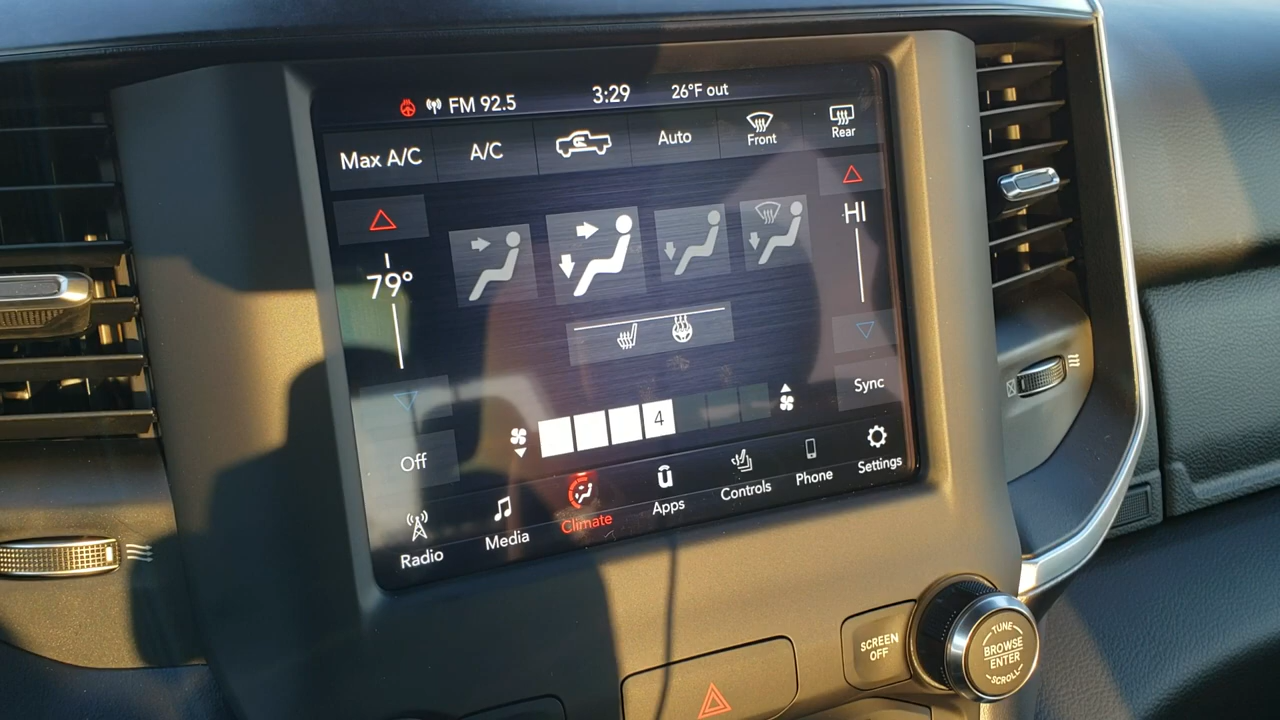 FM 92.5 3:29 26°F out
Max A/C A/C Auto Front Rear
79°
HI
4
Sync
Off
Radio Media Climate Apps Controls Phone Settings
SCREEN
OFF
TUNE
BROWSE
ENTER
SCROLL